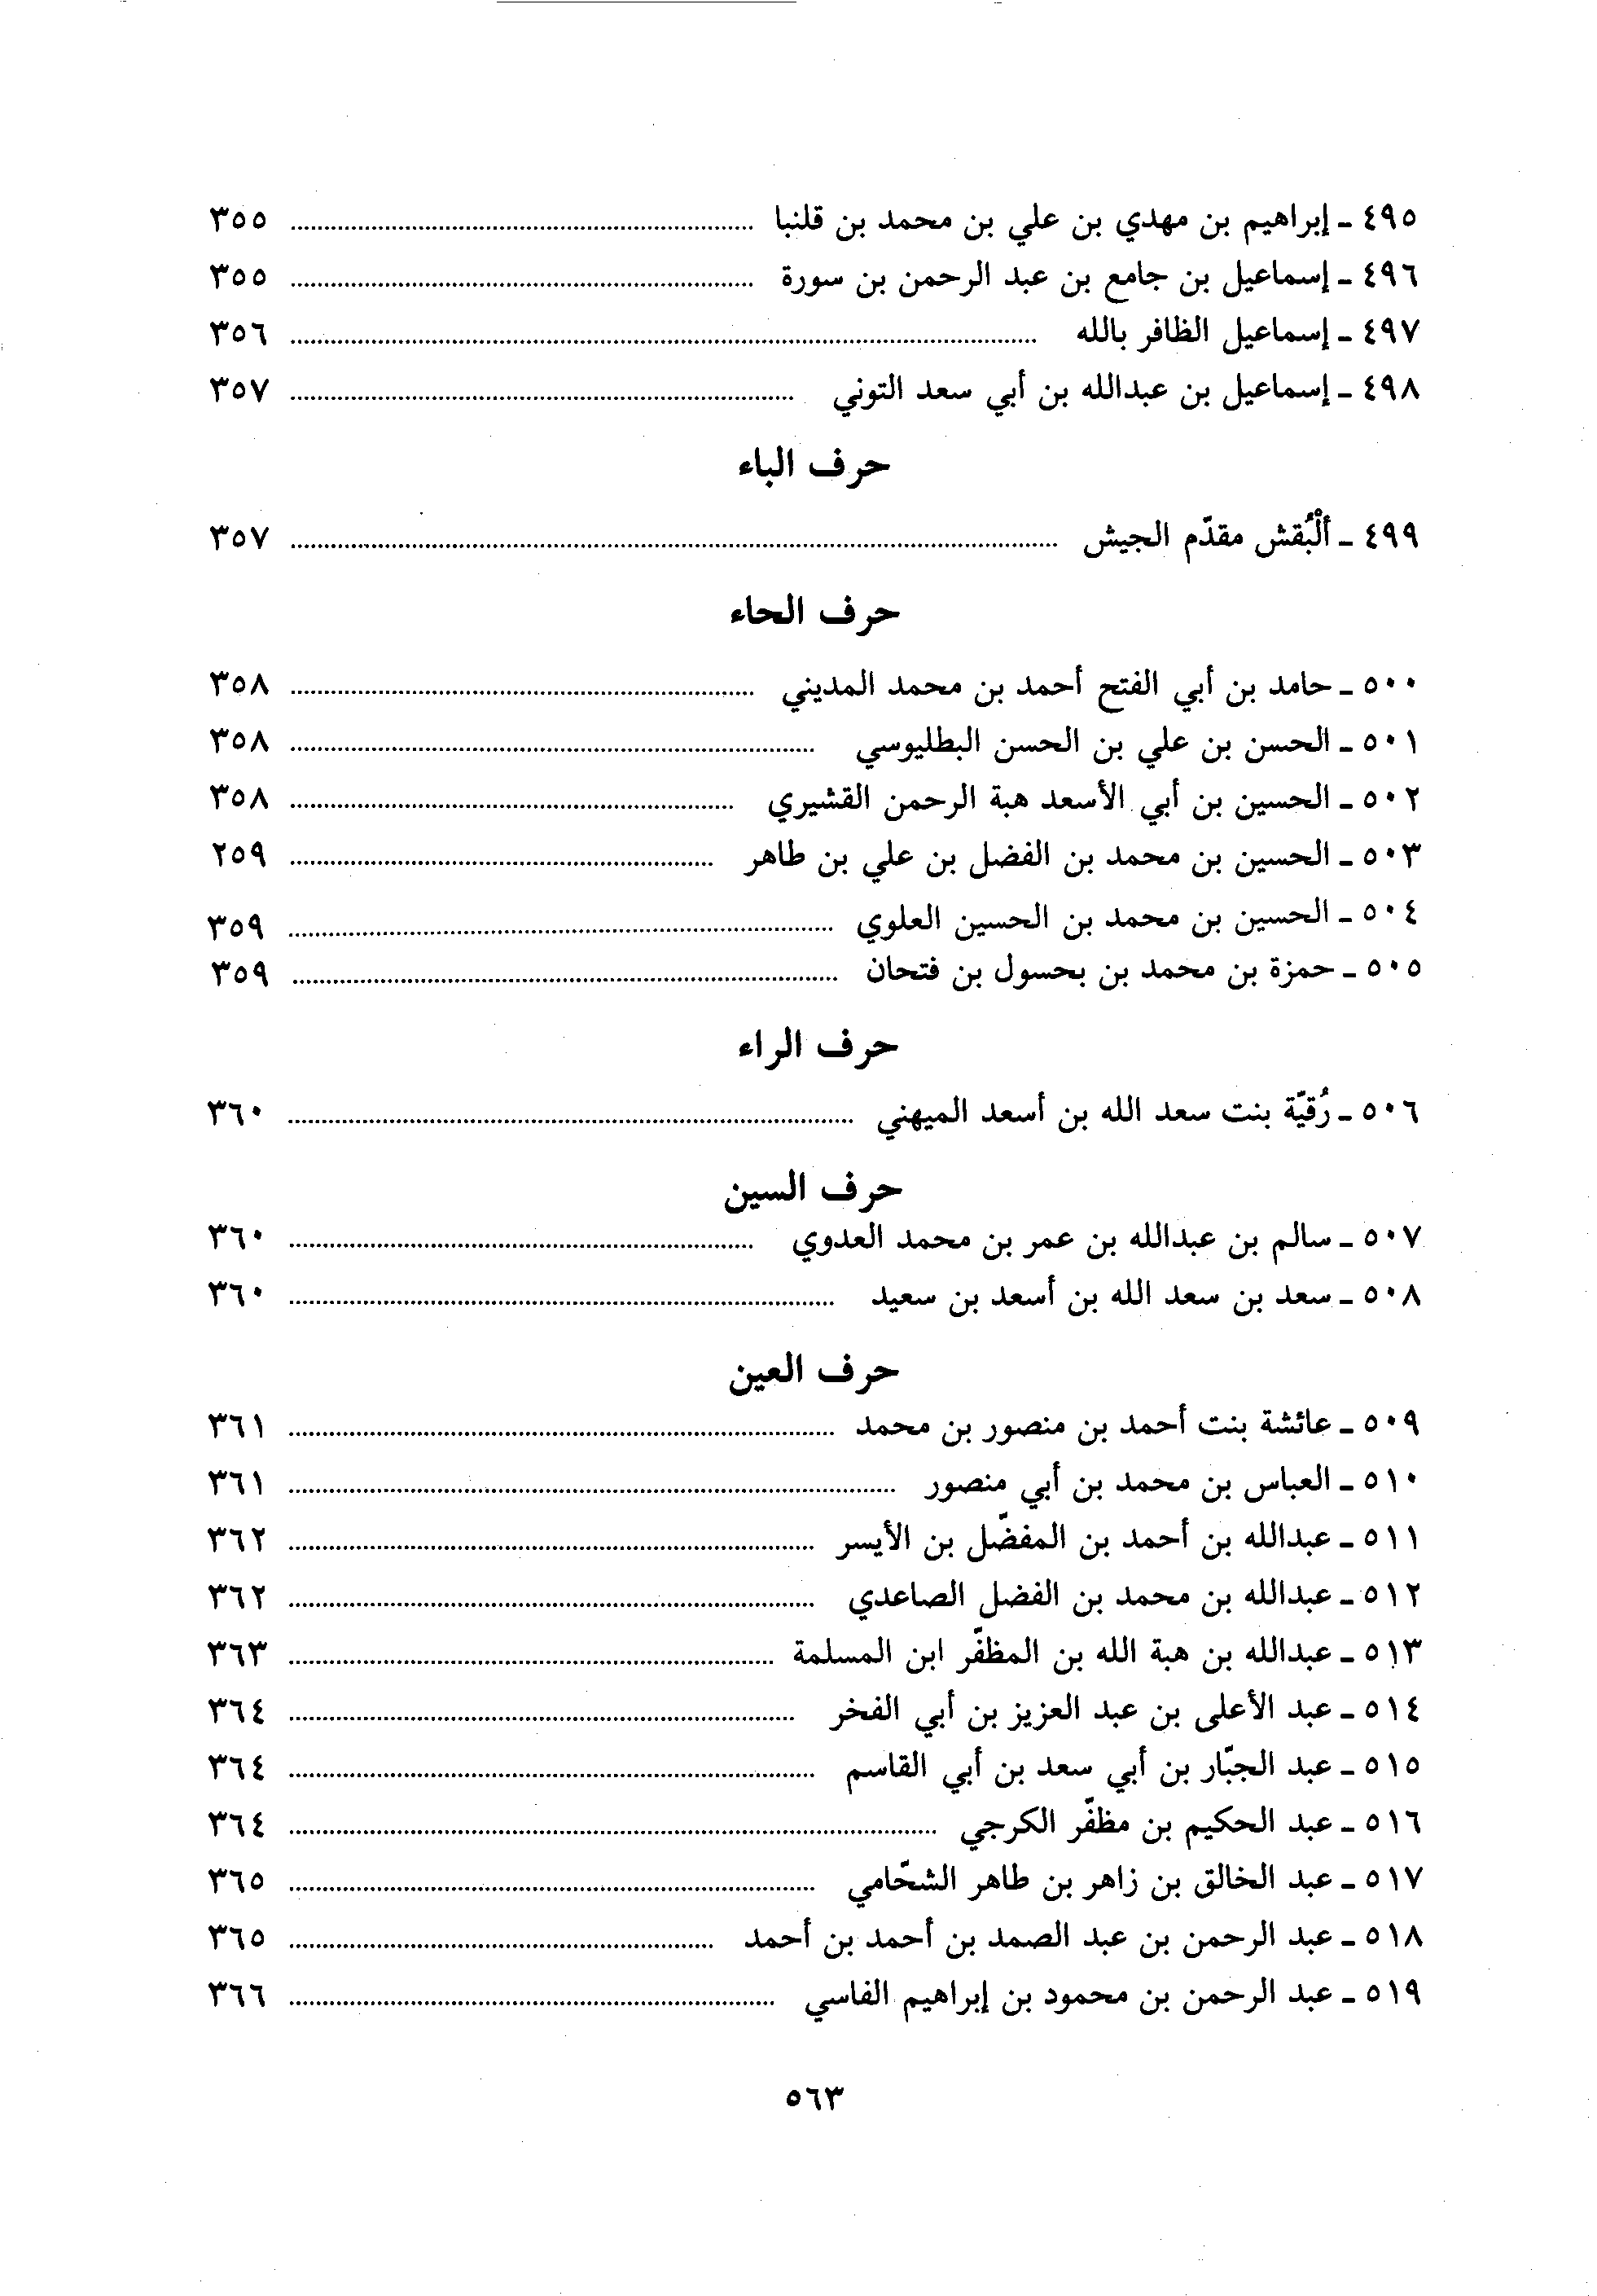 ٤٩٥ ـ إبراهيم بن مهدي بن علي بن محمد بن قلنبا ........ ٣٥٥
٤٩٦ ـ إسماعيل بن جامع بن عبد الرحمن بن سورة ........ ٣٥٥
٤٩٧ ـ إسماعيل الظافر بالله ........ ٣٥٦
٤٩٨ ـ إسماعيل بن عبدالله بن أبي سعد التوني ........ ٣٥٧
حرف الباء
٤٩٩ ـ ألْبُقش مقدّم الجيش ........ ٣٥٧
حرف الحاء
٥٠٠ ـ حامد بن أبي الفتح أحمد بن محمد المديني ........ ٣٥٨
٥٠١ ـ الحسن بن علي بن الحسن البطليوسي ........ ٣٥٨
٥٠٢ ـ الحسين بن أبي الأسعد هبة الرحمن القشيري ........ ٣٥٨
٥٠٣ ـ الحسين بن محمد بن الفضل بن علي بن طاهر ........ ٢٥٩
٥٠٤ ـ الحسين بن محمد بن الحسين العلوي ........ ٣٥٩
٥٠٥ ـ حمزة بن محمد بن بحسول بن فتحان ........ ٣٥٩
حرف الراء
٥٠٦ ـ رُقيّة بنت سعد الله بن أسعد الميهني ........ ٣٦٠
حرف السين
٥٠٧ ـ سالم بن عبدالله بن عمر بن محمد العدوي ........ ٣٦٠
٥٠٨ ـ سعد بن سعد الله بن أسعد بن سعيد ........ ٣٦٠
حرف العين
٥٠٩ ـ عائشة بنت أحمد بن منصور بن محمد ........ ٣٦١
٥١٠ ـ العباس بن محمد بن أبي منصور ........ ٣٦١
٥١١ ـ عبدالله بن أحمد بن المفضّل بن الأيسر ........ ٣٦٢
٥١٢ ـ عبدالله بن محمد بن الفضل الصاعدي ........ ٣٦٢
٥١٣ ـ عبدالله بن هبة الله بن المظفّر ابن المسلمة ........ ٣٦٣
٥١٤ ـ عبد الأعلى بن عبد العزيز بن أبي الفخر ........ ٣٦٤
٥١٥ ـ عبد الجبّار بن أبي سعد بن أبي القاسم ........ ٣٦٤
٥١٦ ـ عبد الحكيم بن مظفّر الكرجي ........ ٣٦٤
٥١٧ ـ عبد الخالق بن زاهر بن طاهر الشحّامي ........ ٣٦٥
٥١٨ ـ عبد الرحمن بن عبد الصمد بن أحمد بن أحمد ........ ٣٦٥
٥١٩ ـ عبد الرحمن بن محمود بن إبراهيم الفاسي ........ ٣٦٦
٥٦٣